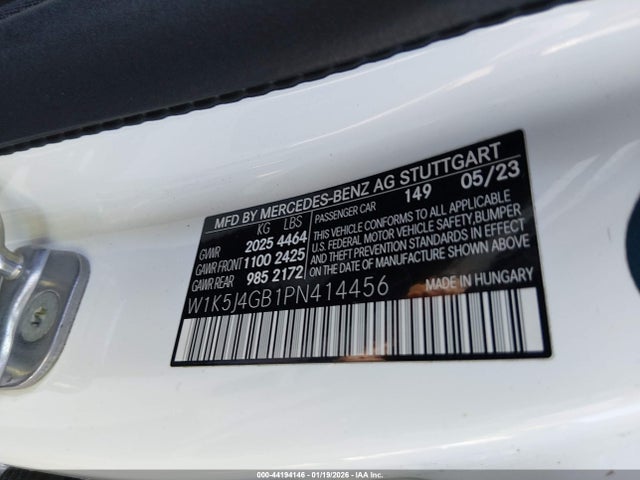 MFD BY MERCEDES-BENZ AG STUTTGART
KG LBS PASSENGER CAR 149 05/23
GVWR 2025 4464
GAWR FRONT 1100 2425
GAWR REAR 985 2172
THIS VEHICLE CONFORMS TO ALL APPLICABLE
U.S. FEDERAL MOTOR VEHICLE SAFETY, BUMPER
AND THEFT PREVENTION STANDARDS IN EFFECT
ON THE DATE OF MANUFACTURE SHOWN ABOVE
W1K5J4GB1PN414456 MADE IN HUNGARY
000-44194146 - 01/19/2026 - IAA Inc.